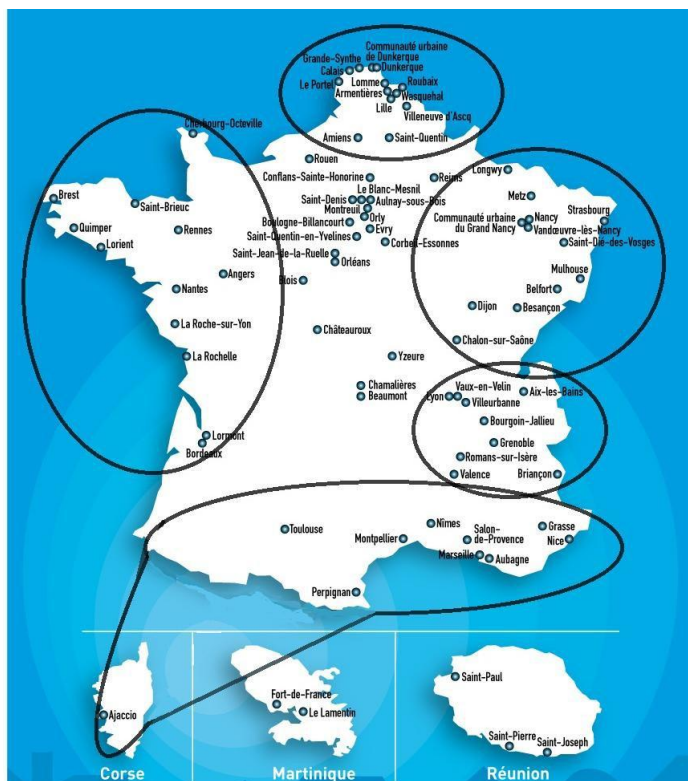 Communauté urbaine
de Dunkerque
Grande-Synthe
Dunkerque
Calais
Le Portel
Lomme
Roubaix
Armentières
Wasquehal
Lille
Villeneuve d'Ascq
Cherbourg-Octeville
Amiens
Saint-Quentin
Rouen
Conflans-Sainte-Honorine
Reims
Longwy
Le Blanc-Mesnil
Metz
Brest
Saint-Brieuc
Saint-Denis
Aulnay-sous-Bois
Montreuil
Orly
Strasbourg
Quimper
Rennes
Boulogne-Billancourt
Evry
Communauté urbaine
du Grand Nancy
Nancy
Vandœuvre-lès-Nancy
Lorient
Saint-Quentin-en-Yvelines
Corbeil-Essonnes
Saint-Dié-des-Vosges
Saint-Jean-de-la-Ruelle
Orléans
Angers
Blois
Mulhouse
Nantes
Belfort
Dijon
Besançon
La Roche-sur-Yon
Châteauroux
Chalon-sur-Saône
La Rochelle
Yzeure
Chamalières
Beaumont
Vaux-en-Velin
Aix-les-Bains
Lyon
Villeurbanne
Bourgoin-Jallieu
Lormont
Bordeaux
Grenoble
Romans-sur-Isère
Valence
Briançon
Toulouse
Nîmes
Grasse
Montpellier
Salon-
de-Provence
Nice
Marseille
Aubagne
Perpignan
Ajaccio
Fort-de-France
Le Lamentin
Saint-Paul
Saint-Pierre
Saint-Joseph
Corse
Martinique
Réunion